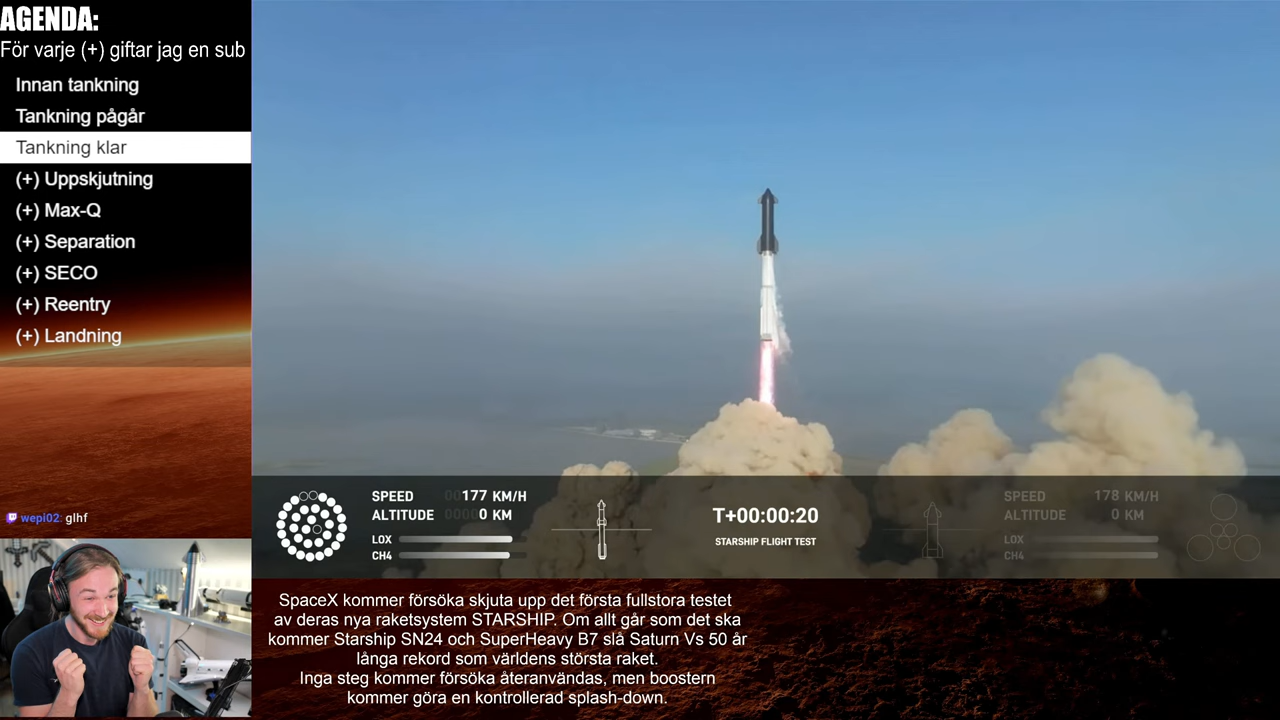 AGENDA:
För varje (+) giftar jag en sub
Innan tankning
Tankning pågår
Tankning klar
(+) Uppskjutning
(+) Max-Q
(+) Separation
(+) SECO
(+) Reentry
(+) Landning
wepi02: glhf
SPEED 00177 KM/H
ALTITUDE 00000 KM
LOX
CH4
T+00:00:20
STARSHIP FLIGHT TEST
SPEED 178 KM/H
ALTITUDE 0 KM
LOX
CH4
SpaceX kommer försöka skjuta upp det första fullstora testet
av deras nya raketsystem STARSHIP. Om allt går som det ska
kommer Starship SN24 och SuperHeavy B7 slå Saturn Vs 50 år
långa rekord som världens största raket.
Inga steg kommer försöka återanvändas, men boostern
kommer göra en kontrollerad splash-down.